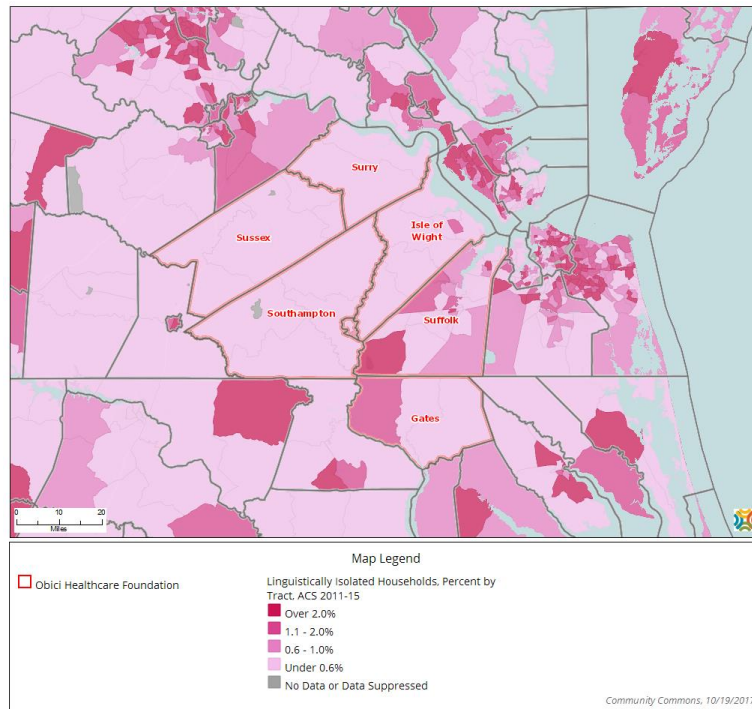 Surry
Isle of
Wight
Sussex
Southampton
Suffolk
Gates
0 10 20
Miles
Map Legend
Obici Healthcare Foundation
Linguistically Isolated Households, Percent by
Tract, ACS 2011-15
Over 2.0%
1.1 - 2.0%
0.6 - 1.0%
Under 0.6%
No Data or Data Suppressed
Community Commons, 10/19/2017